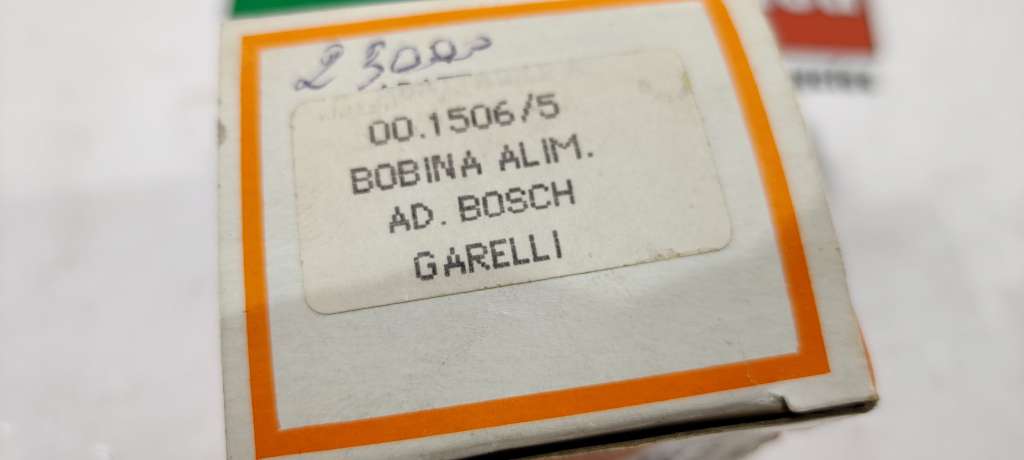 23000
00.1506/5
BOBINA ALIM.
AD. BOSCH
GARELLI